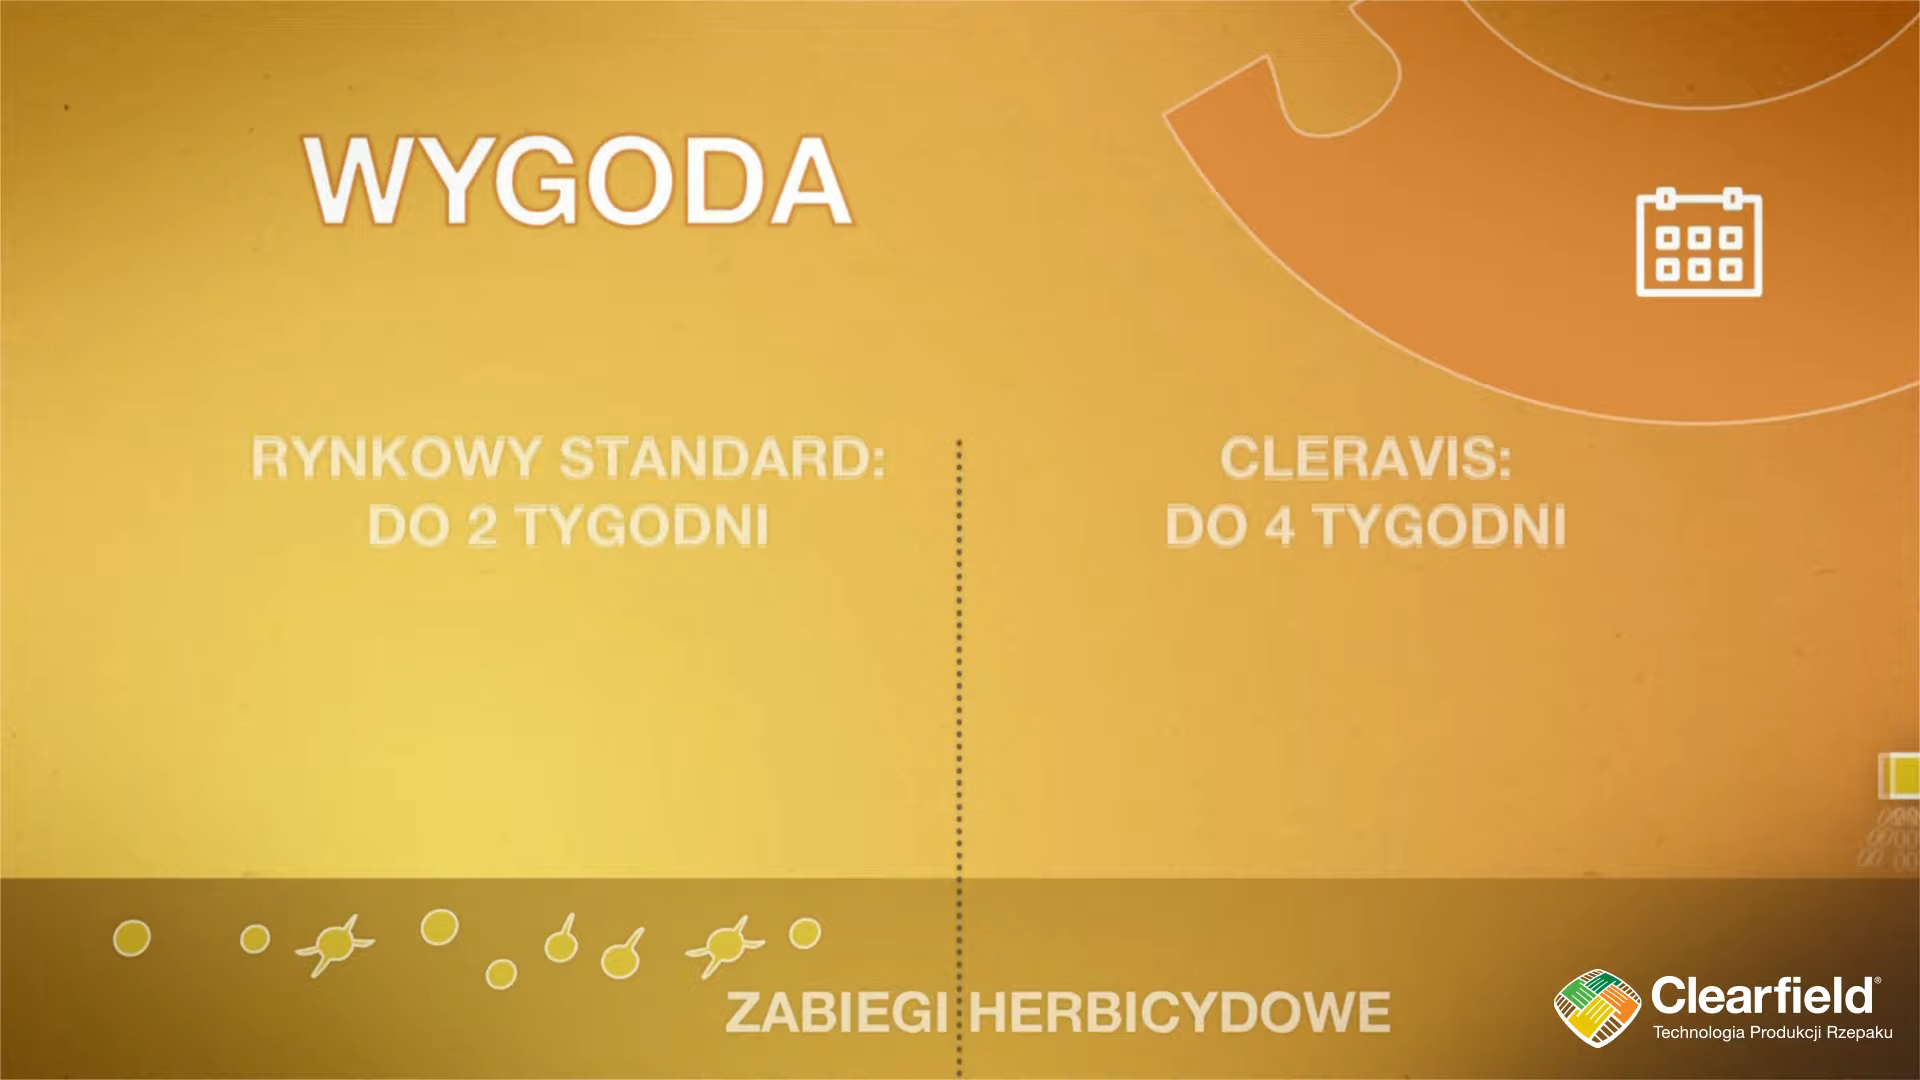 WYGODA
RYNKOWY STANDARD:
DO 2 TYGODNI
CLERAVIS:
DO 4 TYGODNI
ZABIEGI HERBICYDOWE
Clearfield®
Technologia Produkcji Rzepaku